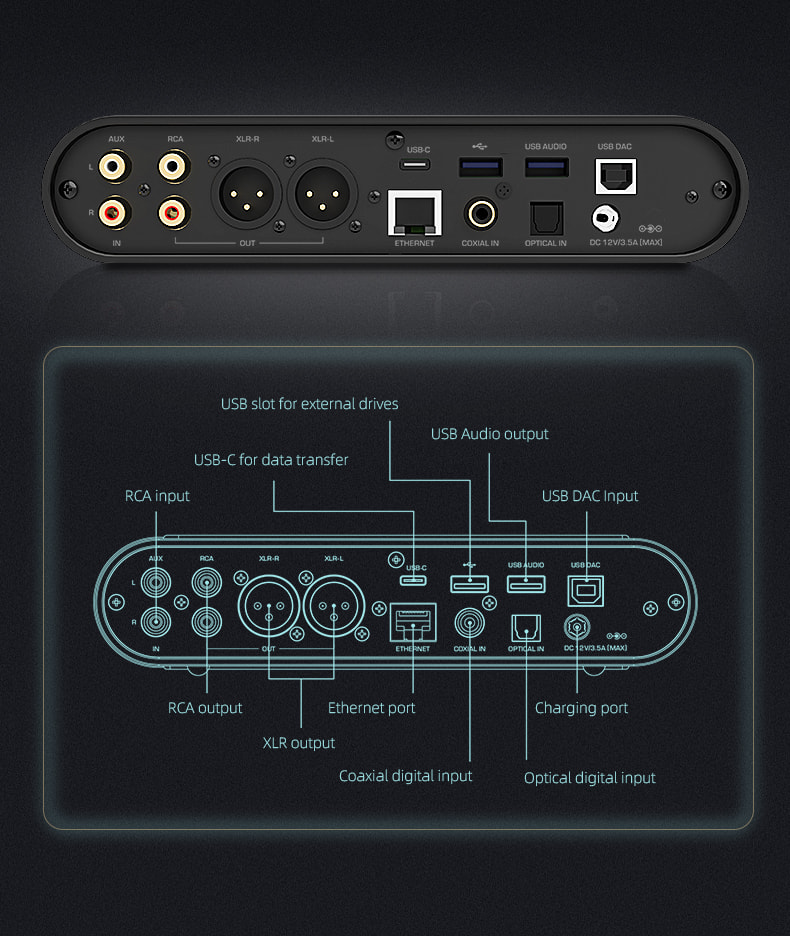 AUX RCA XLR-R XLR-L USB-C USB AUDIO USB DAC
L
R
IN OUT ETHERNET COXIAL IN OPTICAL IN DC 12V/3.5A (MAX)
USB slot for external drives
USB Audio output
USB-C for data transfer
RCA input USB DAC Input
AUX RCA XLR-R XLR-L USB-C USB AUDIO USB DAC
L
R
IN OUT ETHERNET COXIAL IN OPTICAL IN DC 12V/3.5A (MAX)
RCA output Ethernet port Charging port
XLR output
Coaxial digital input Optical digital input